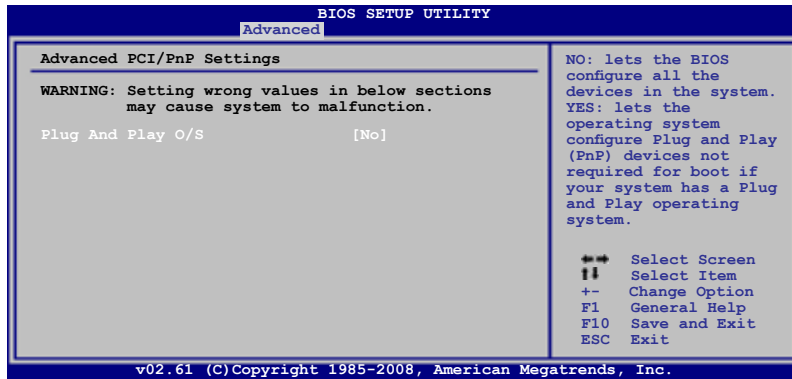 BIOS SETUP UTILITY
Advanced
Advanced PCI/PnP Settings
WARNING: Setting wrong values in below sections
may cause system to malfunction.
Plug And Play O/S [No]
NO: lets the BIOS
configure all the
devices in the system.
YES: lets the
operating system
configure Plug and Play
(PnP) devices not
required for boot if
your system has a Plug
and Play operating
system.
←→ Select Screen
↑↓ Select Item
+- Change Option
F1 General Help
F10 Save and Exit
ESC Exit
v02.61 (C)Copyright 1985-2008, American Megatrends, Inc.